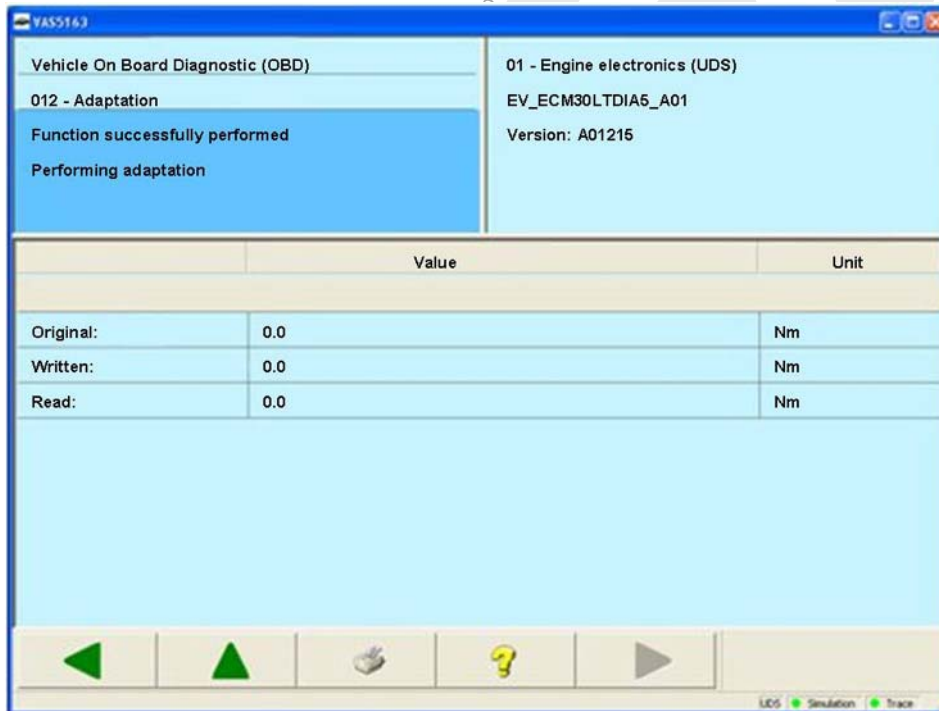 VAS5163
Vehicle On Board Diagnostic (OBD)
012 - Adaptation
Function successfully performed
Performing adaptation
01 - Engine electronics (UDS)
EV_ECM30LTDIA5_A01
Version: A01215
Value Unit
Original: 0.0 Nm
Written: 0.0 Nm
Read: 0.0 Nm
UDS Simulation Trace